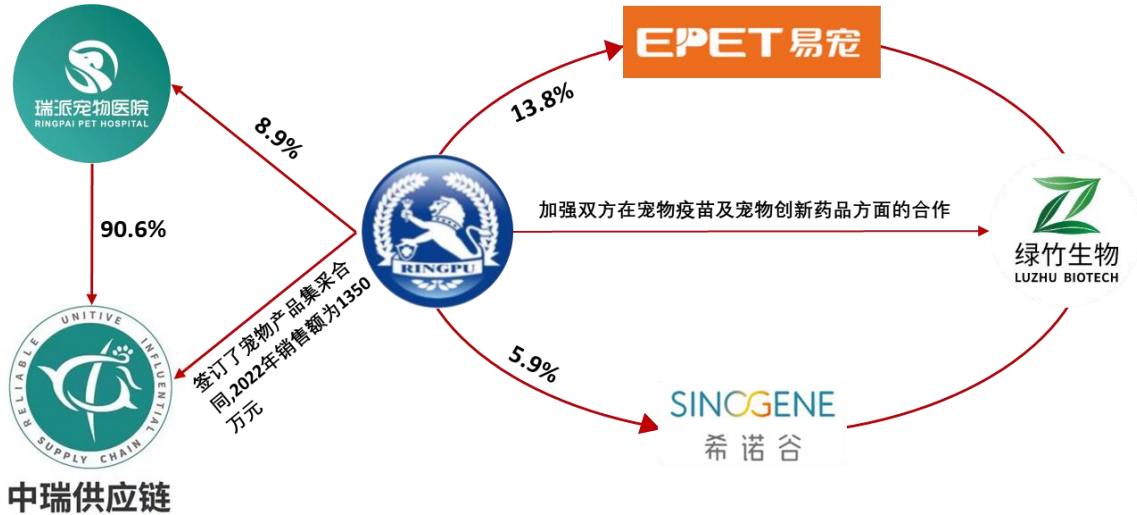 瑞派宠物医院
RINGPAI PET HOSPITAL
8.9%
90.6%
RELIABLE UNITIVE INFLUENTIAL
SUPPLY CHAIN
中瑞供应链
签订了宠物产品集采合
同,2022年销售额为1350
万元
RINGPU
13.8%
EPET易宠
加强双方在宠物疫苗及宠物创新药品方面的合作
5.9%
SINOGENE
希诺谷
绿竹生物
LUZHU BIOTECH